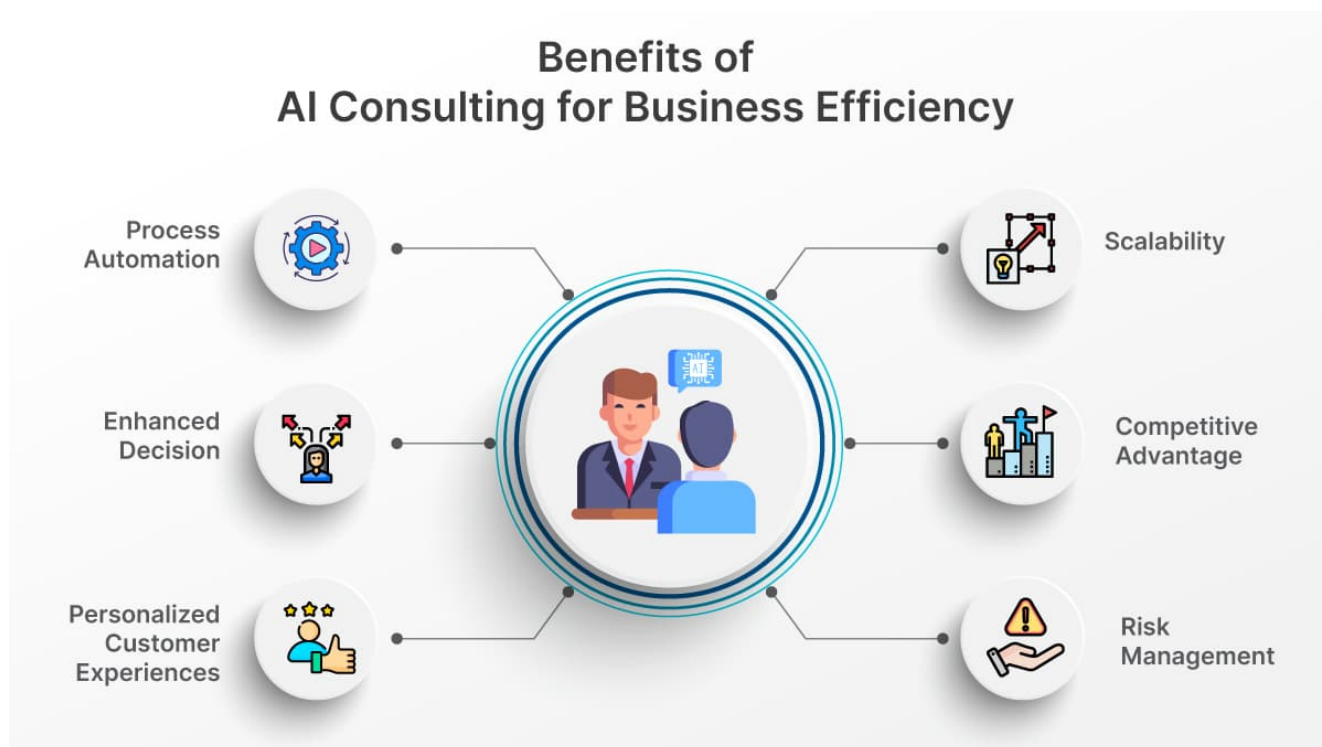 Benefits of
AI Consulting for Business Efficiency
Process
Automation
Enhanced
Decision
Personalized
Customer
Experiences
AI
Scalability
Competitive
Advantage
Risk
Management